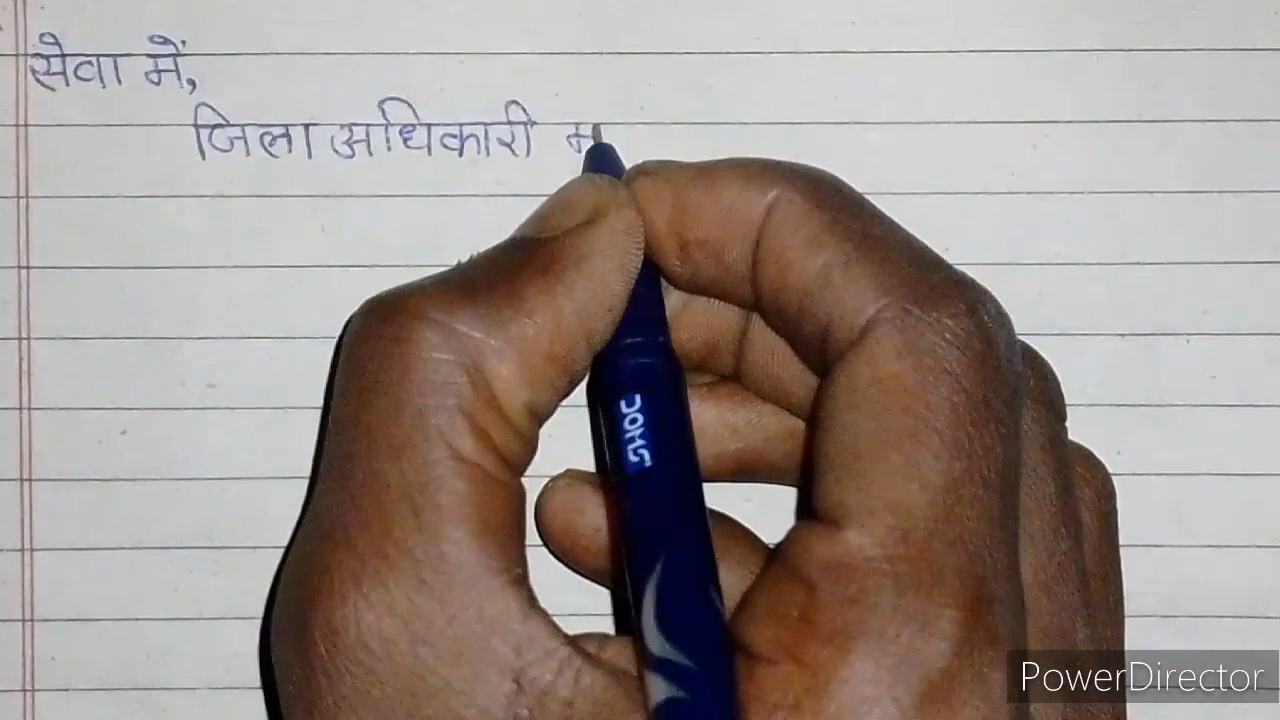 सेवा में,
जिला अधिकारी म
DOMS
PowerDirector